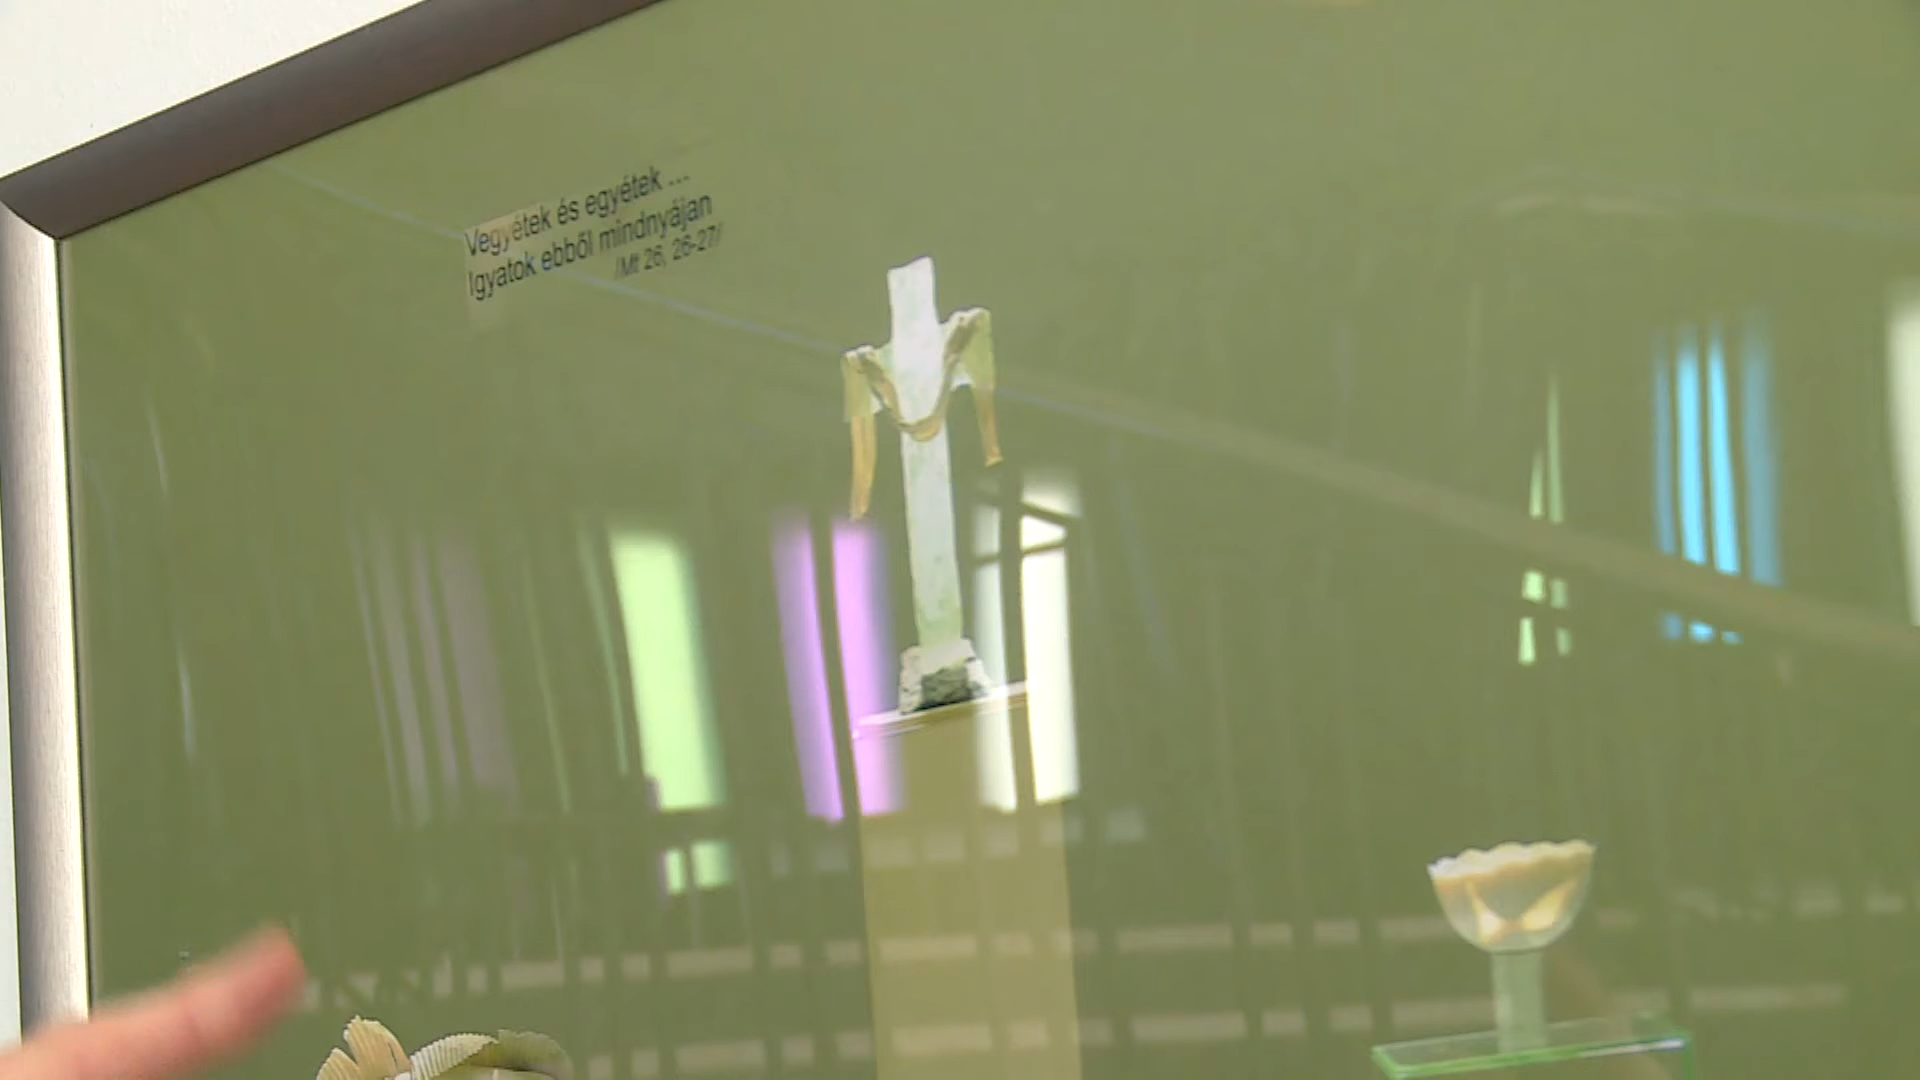 Vegyétek és egyétek ...
Igyatok ebből mindnyájan
/Mt 26, 26-27/